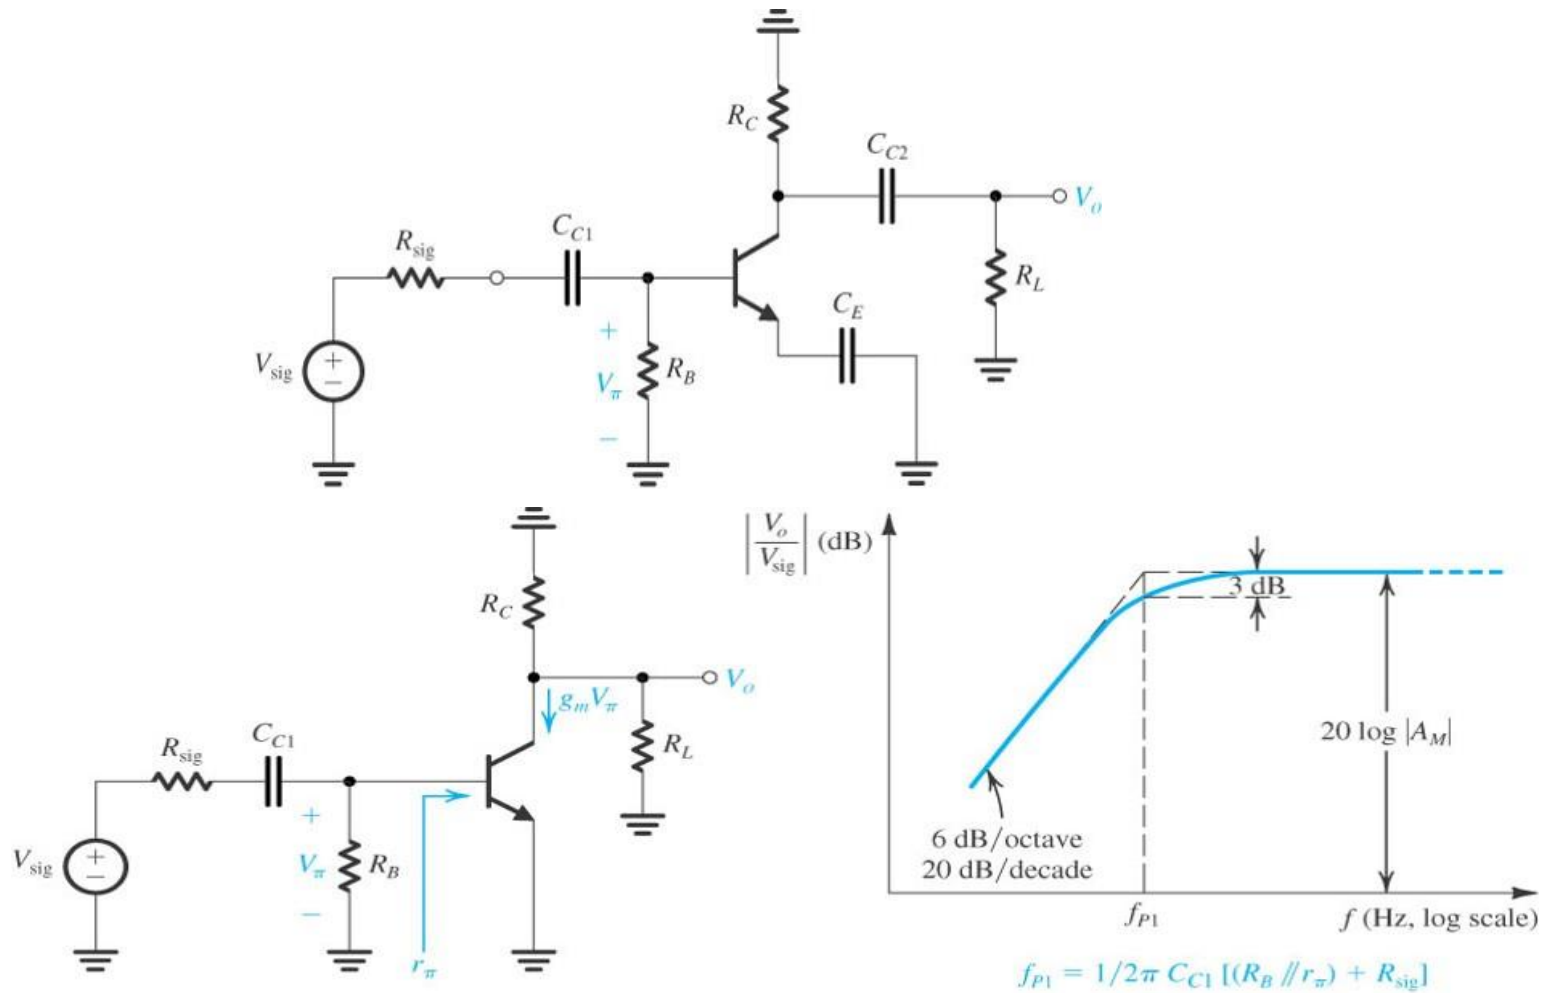 R_C
C_C2
V_o
C_C1
R_sig
R_L
C_E
+
V_sig
+
−
R_B
V_π
−
|V_o / V_sig| (dB)
3 dB
R_C
V_o
g_m V_π
C_C1
R_sig
R_L
20 log |A_M|
+
6 dB/octave
V_sig
+
−
V_π
R_B
20 dB/decade
−
f_P1
f (Hz, log scale)
r_π
f_P1 = 1/2π C_C1 [(R_B // r_π) + R_sig]